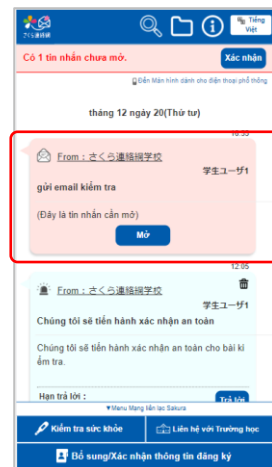 さくら連絡網
Tiếng
Việt
Có 1 tin nhắn chưa mở.
Xác nhận
Đến Màn hình dành cho điện thoại phổ thông
tháng 12 ngày 20(Thứ tư)
From : さくら連絡網学校
学生ユーザ1
gửi email kiểm tra
(Đây là tin nhắn cần mở)
Mở
12:05
From : さくら連絡網学校
学生ユーザ1
Chúng tôi sẽ tiến hành xác nhận an toàn
Chúng tôi sẽ tiến hành xác nhận an toàn cho bài ki
ểm tra.
Hạn trả lời :
Trả lời
▼Menu Mạng liên lạc Sakura
Kiểm tra sức khỏe
Liên hệ với Trường học
Bổ sung/Xác nhận thông tin đăng ký